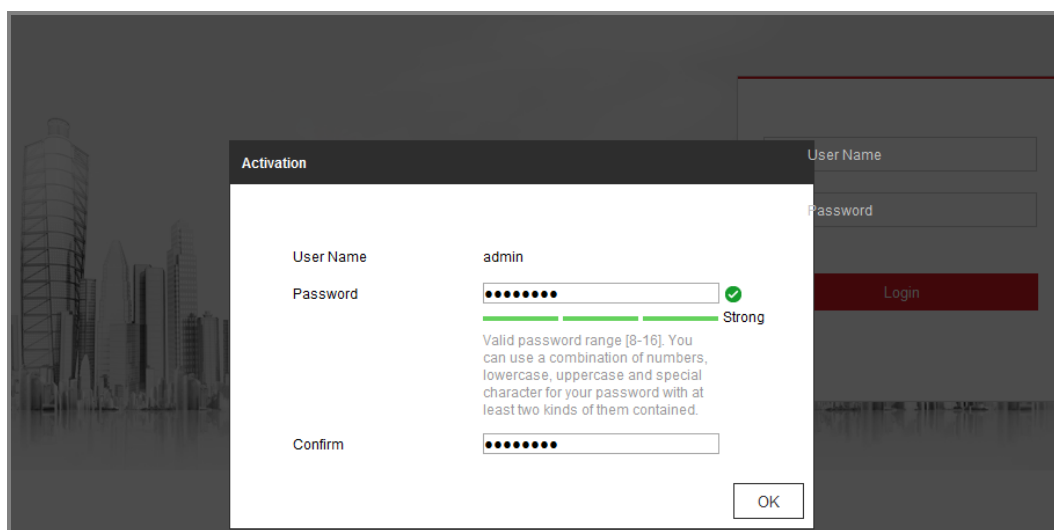 Activation
User Name
Password
Login
User Name admin
Password ●●●●●●●●
Strong
Valid password range [8-16]. You
can use a combination of numbers,
lowercase, uppercase and special
character for your password with at
least two kinds of them contained.
Confirm ●●●●●●●●
OK